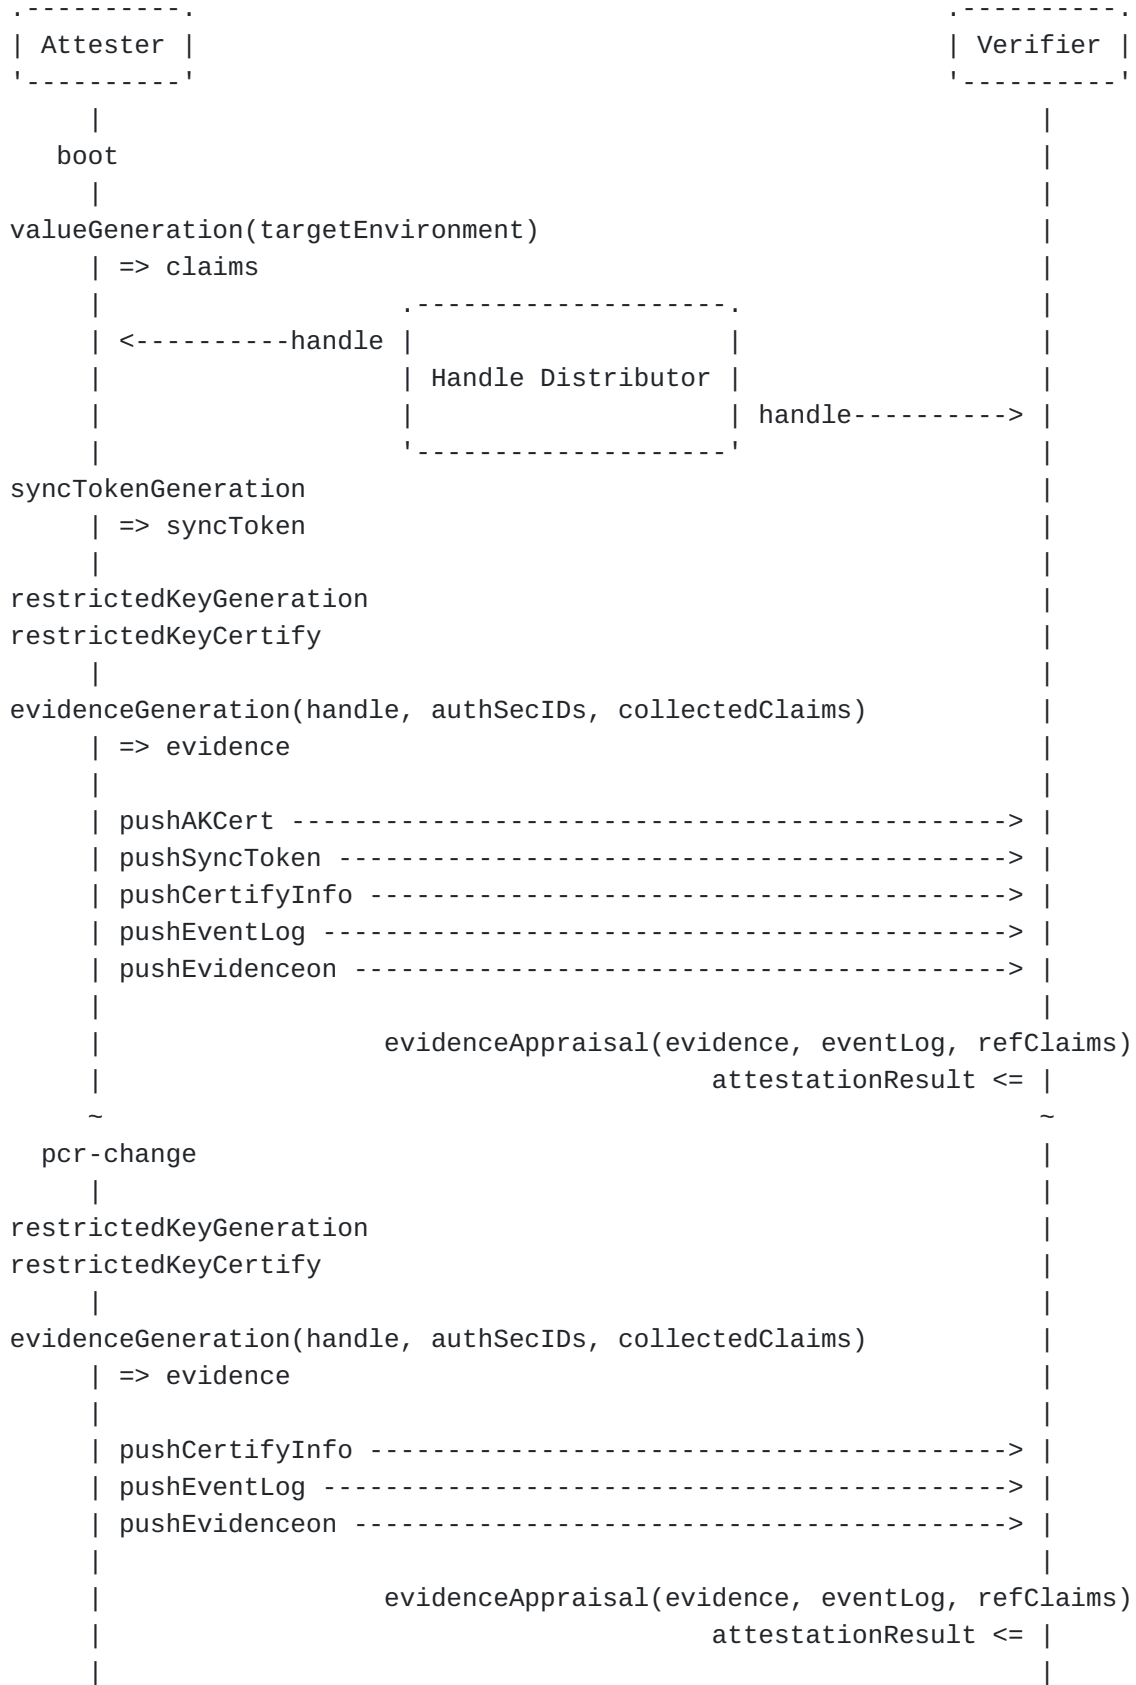 .----------.                                                .----------.
| Attester |                                                | Verifier |
'----------'                                                '----------'
     |                                                            |
   boot                                                           |
     |                                                            |
valueGeneration(targetEnvironment)                                |
     | => claims                                                  |
     |                   .--------------------.                   |
     | <----------handle |                    |                   |
     |                   | Handle Distributor |                   |
     |                   |                    | handle----------> |
     |                   '--------------------'                   |
syncTokenGeneration                                               |
     | => syncToken                                               |
     |                                                            |
restrictedKeyGeneration                                           |
restrictedKeyCertify                                              |
     |                                                            |
evidenceGeneration(handle, authSecIDs, collectedClaims)           |
     | => evidence                                                |
     |                                                            |
     | pushAKCert ----------------------------------------------> |
     | pushSyncToken -------------------------------------------> |
     | pushCertifyInfo -----------------------------------------> |
     | pushEventLog --------------------------------------------> |
     | pushEvidenceon ------------------------------------------> |
     |                                                            |
     |                  evidenceAppraisal(evidence, eventLog, refClaims)
     |                                       attestationResult <= |
     ~                                                            ~
  pcr-change                                                      |
     |                                                            |
restrictedKeyGeneration                                           |
restrictedKeyCertify                                              |
     |                                                            |
evidenceGeneration(handle, authSecIDs, collectedClaims)           |
     | => evidence                                                |
     |                                                            |
     | pushCertifyInfo -----------------------------------------> |
     | pushEventLog --------------------------------------------> |
     | pushEvidenceon ------------------------------------------> |
     |                                                            |
     |                  evidenceAppraisal(evidence, eventLog, refClaims)
     |                                       attestationResult <= |
     |                                                            |